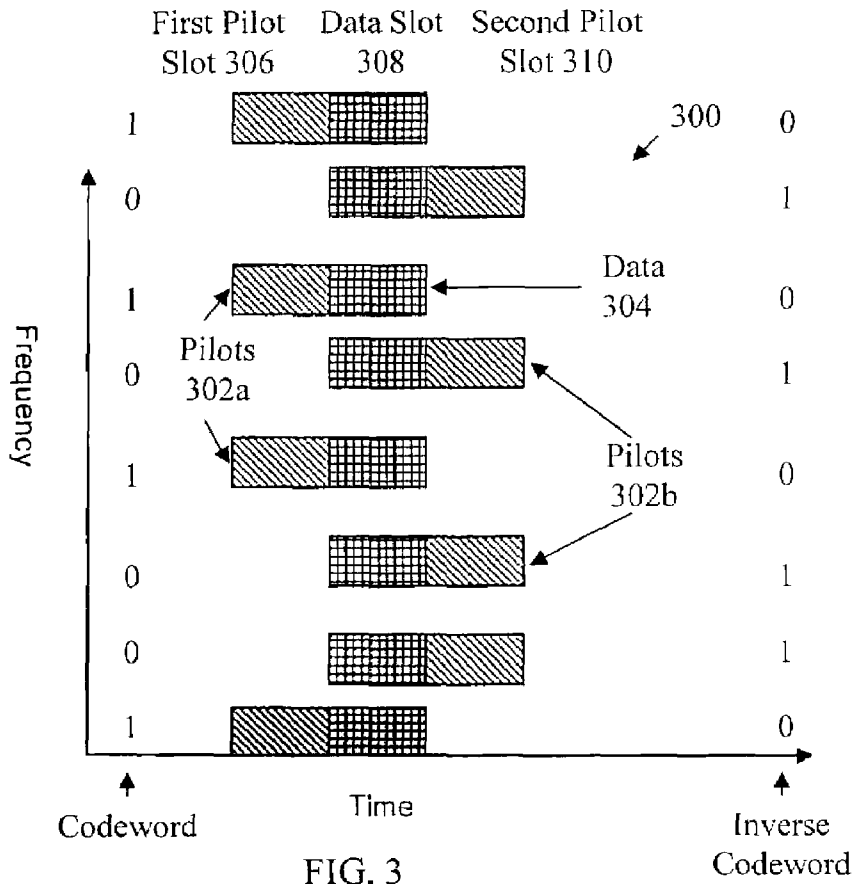 First Pilot Data Slot Second Pilot
Slot 306 308 Slot 310
1 0
300
0 1
Data
304
1 0
Pilots
302a
0 1
Frequency
Pilots
302b
1 0
0 1
0 1
1 0
Codeword
Time
Inverse
Codeword
FIG. 3